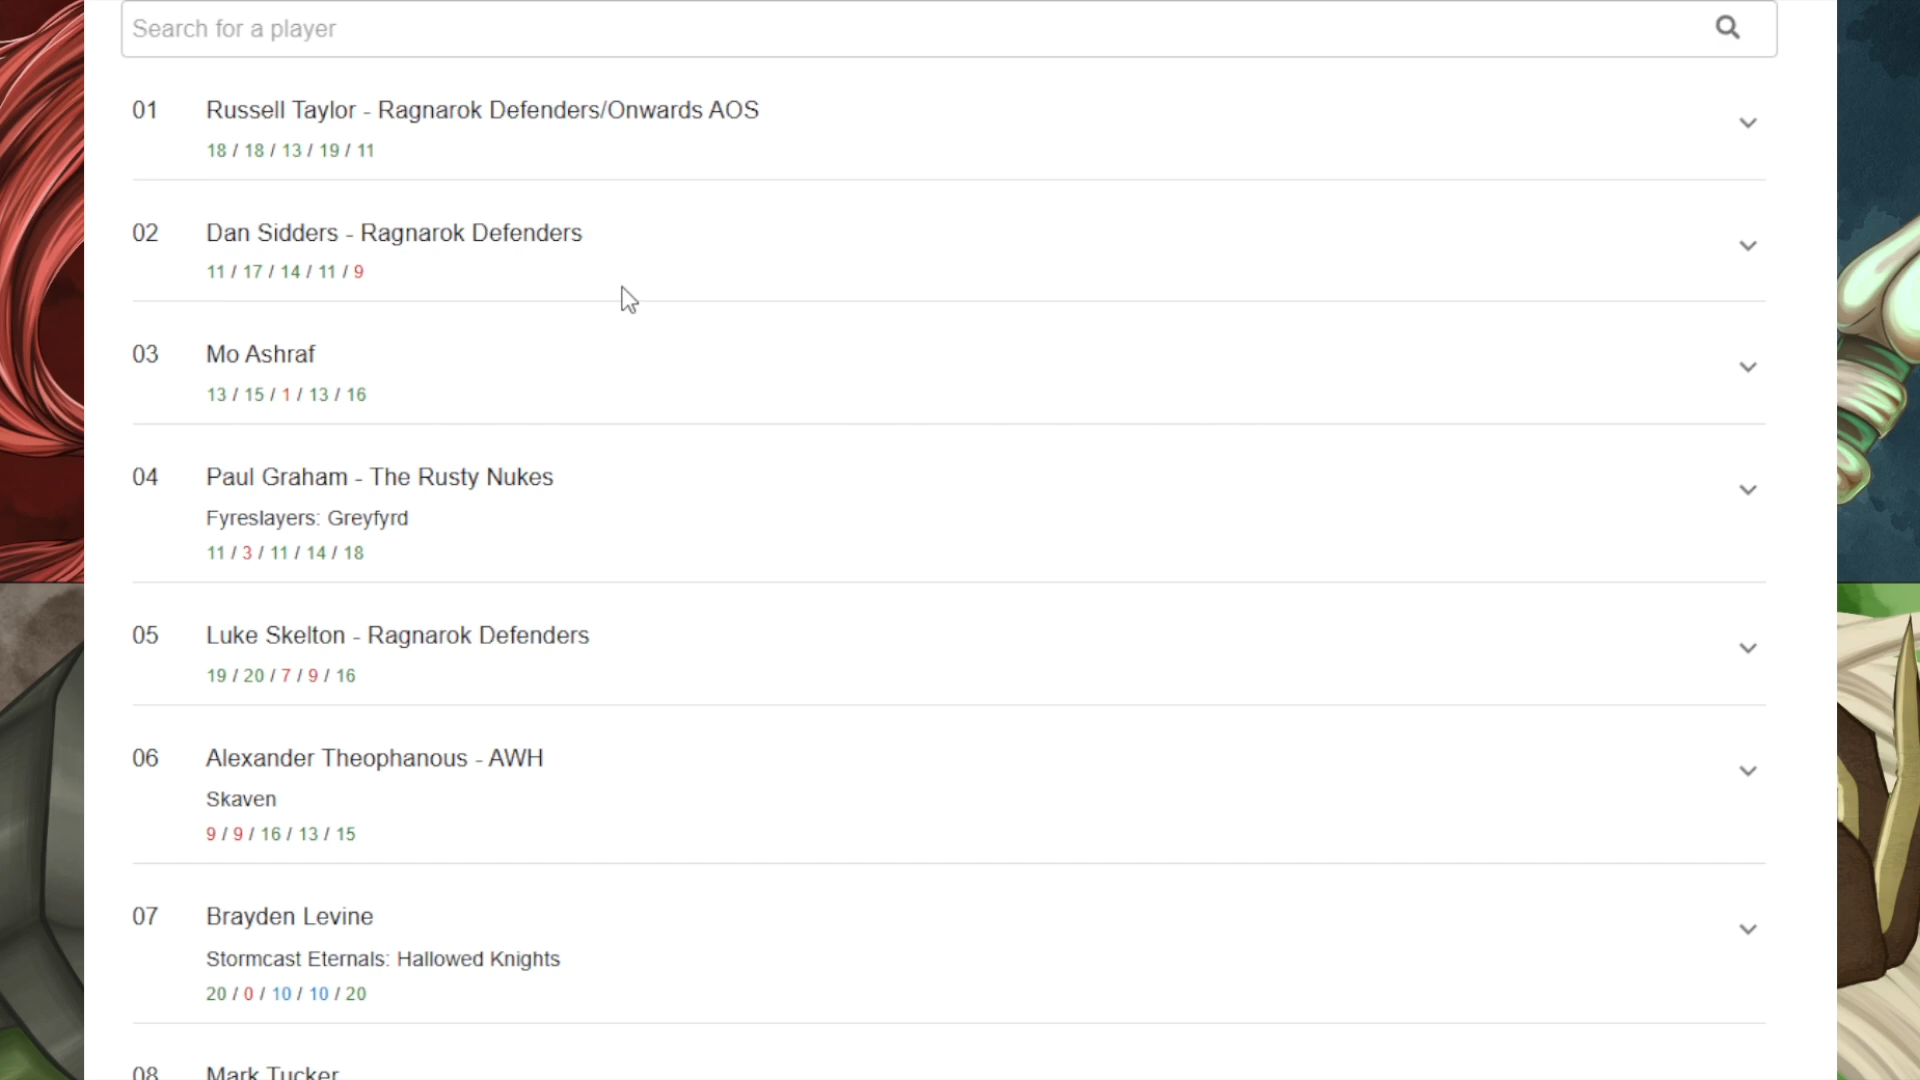 Search for a player
01 Russell Taylor - Ragnarok Defenders/Onwards AOS
18 / 18 / 13 / 19 / 11
02 Dan Sidders - Ragnarok Defenders
11 / 17 / 14 / 11 / 9
03 Mo Ashraf
13 / 15 / 1 / 13 / 16
04 Paul Graham - The Rusty Nukes
Fyreslayers: Greyfyrd
11 / 3 / 11 / 14 / 18
05 Luke Skelton - Ragnarok Defenders
19 / 20 / 7 / 9 / 16
06 Alexander Theophanous - AWH
Skaven
9 / 9 / 16 / 13 / 15
07 Brayden Levine
Stormcast Eternals: Hallowed Knights
20 / 0 / 10 / 10 / 20
08 Mark Tucker